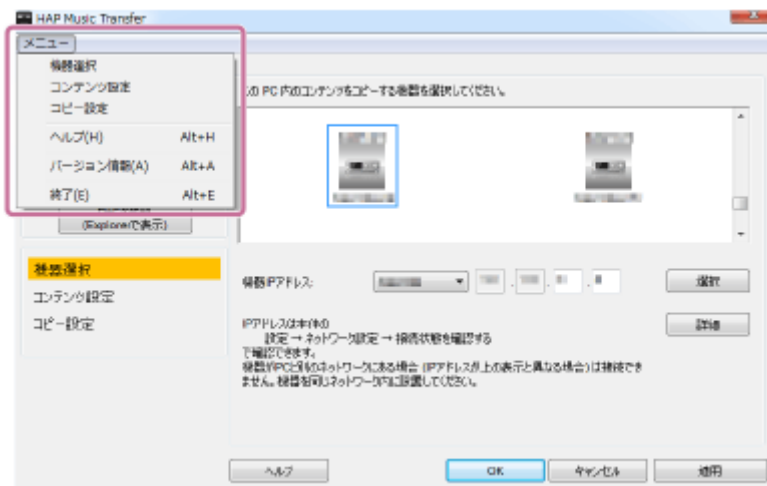 HAP Music Transfer
メニュー
機器選択
コンテンツ設定
コピー設定
ヘルプ(H) Alt+H
バージョン情報(A) Alt+A
終了(E) Alt+E
PC 内のコンテンツをコピーする機器を選択してください。
(Explorerで表示)
機器選択
コンテンツ設定
コピー設定
機器IPアドレス:
選択
IPアドレスは本体の
設定 → ネットワーク設定 → 接続状態を確認する
で確認できます。
機器がPCと別のネットワークにある場合 (IPアドレスが上の表示と異なる場合)は接続でき
ません。機器を同じネットワーク内に設置してください。
詳細
ヘルプ
OK
キャンセル
適用